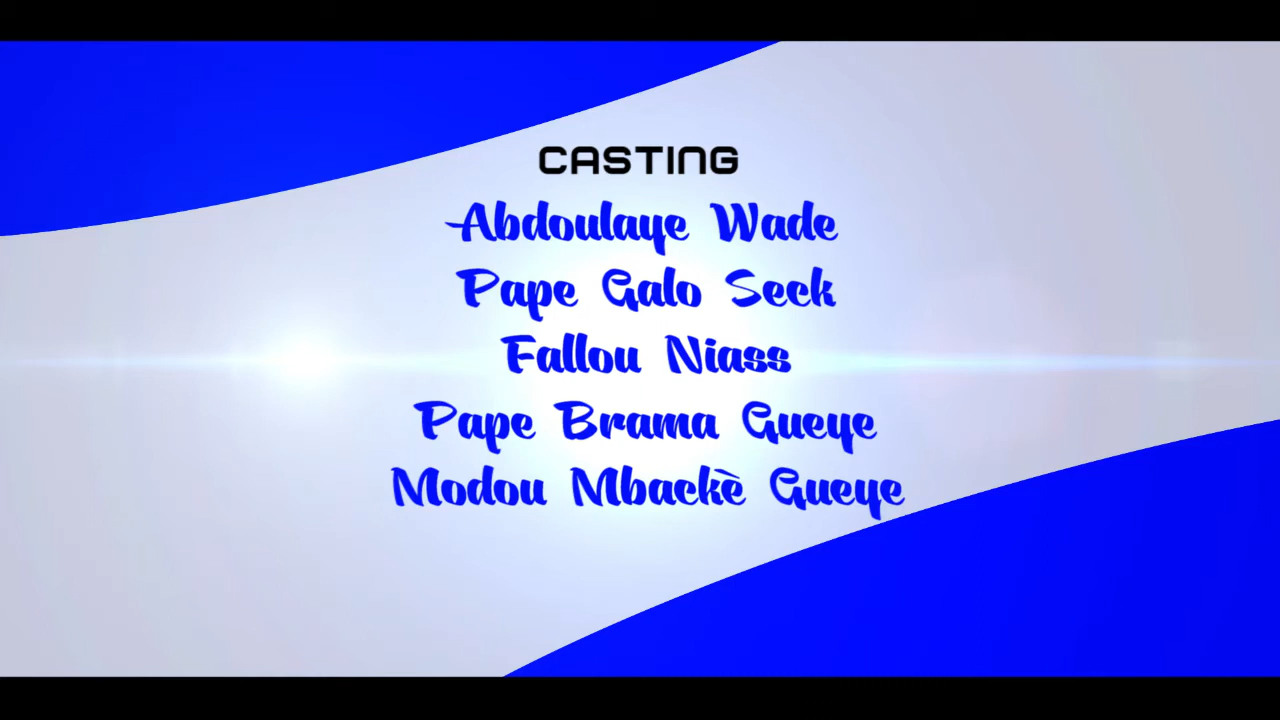 CASTING
Abdoulaye Wade
Pape Galo Seck
Fallou Niass
Pape Brama Gueye
Modou Mbackè Gueye